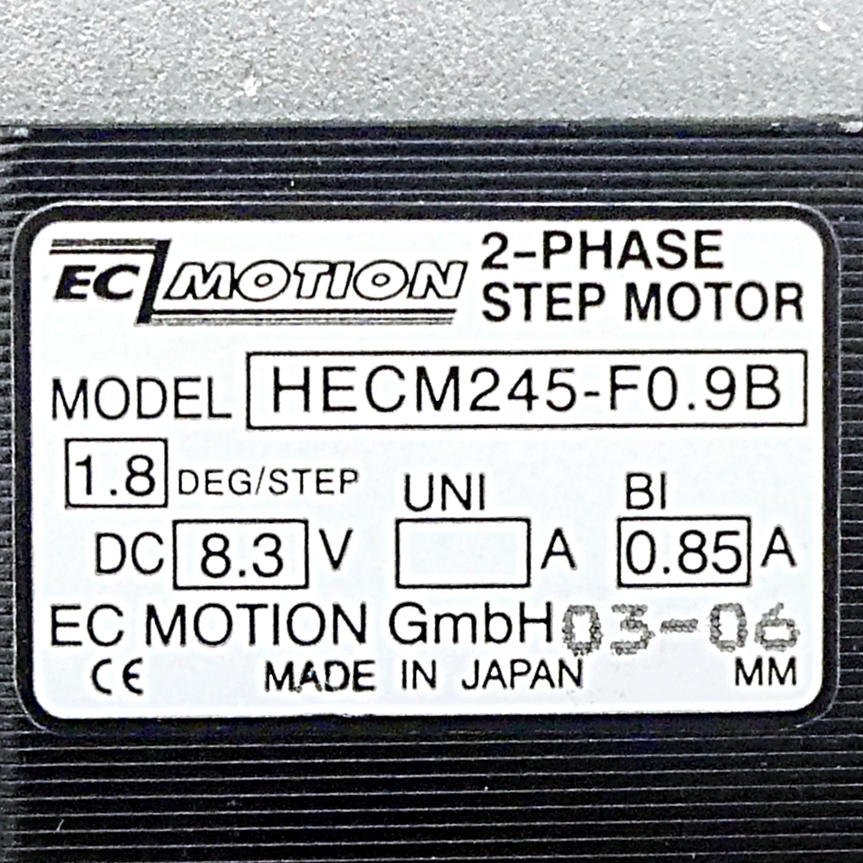 EC MOTION 2-PHASE
STEP MOTOR
MODEL HECM245-F0.9B
1.8 DEG/STEP UNI BI
DC 8.3 V A 0.85 A
EC MOTION GmbH 03-06
CE MADE IN JAPAN MM